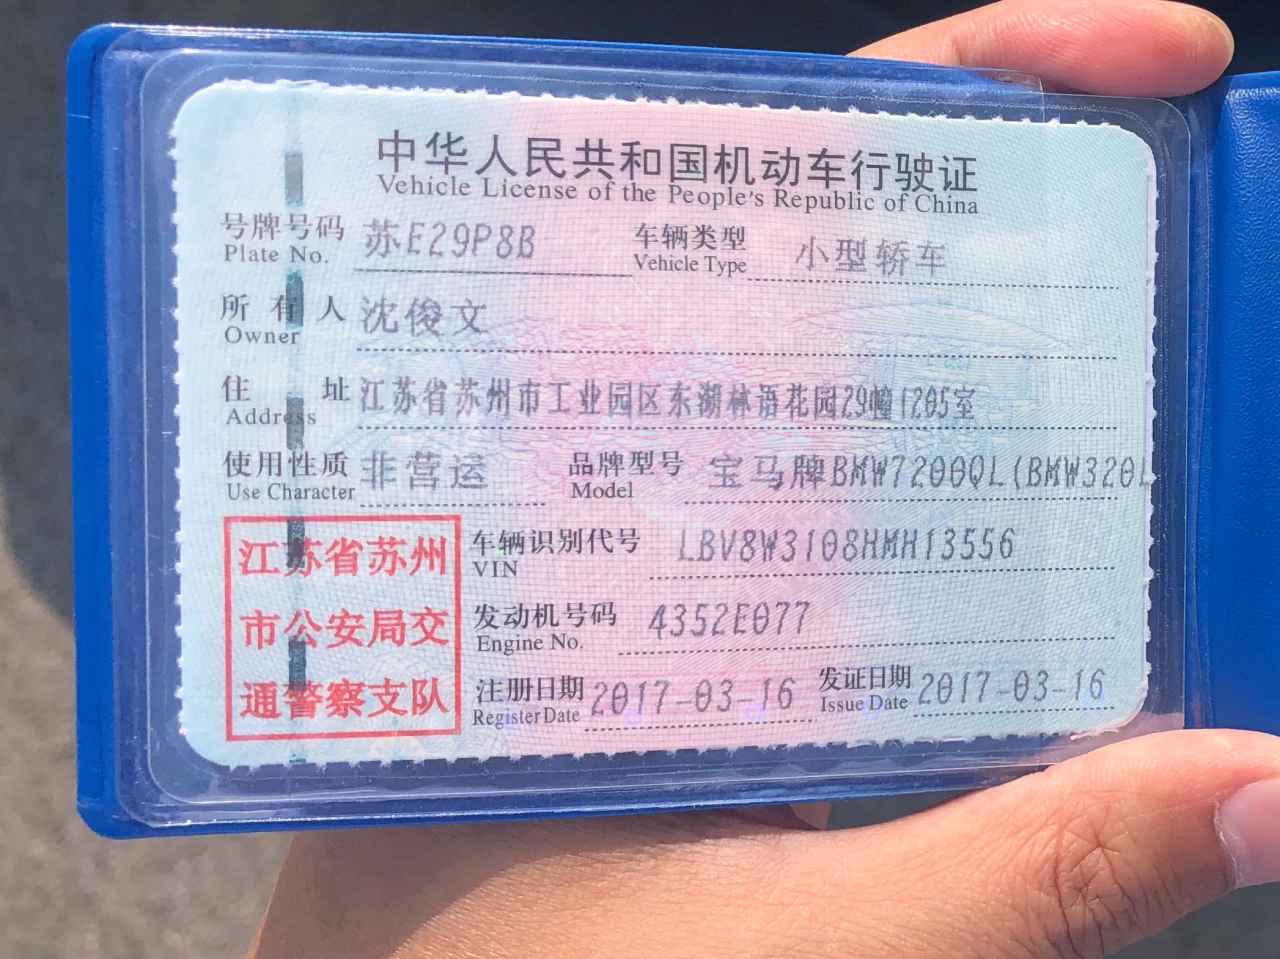 中华人民共和国机动车行驶证
Vehicle License of the People's Republic of China
号牌号码 苏E29P8B 车辆类型 小型轿车
Plate No. Vehicle Type
所有人 沈俊文
Owner
住址 江苏省苏州市工业园区东湖林语花园29幢1205室
Address
使用性质 非营运 品牌型号 宝马牌BMW7200QL(BMW320L
Use Character Model
江苏省苏州
市公安局交
通警察支队
车辆识别代号 LBV8W3108HMH13556
VIN
发动机号码 4352E077
Engine No.
注册日期 2017-03-16 发证日期 2017-03-16
Register Date Issue Date